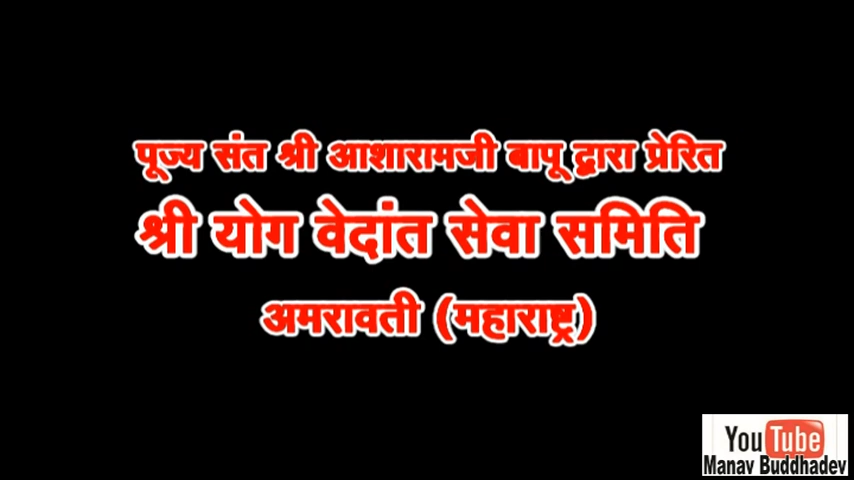 पूज्य संत श्री आशारामजी बापू द्वारा प्रेरित
श्री योग वेदांत सेवा समिति
अमरावती (महाराष्ट्र)
YouTube
Manav Buddhadev